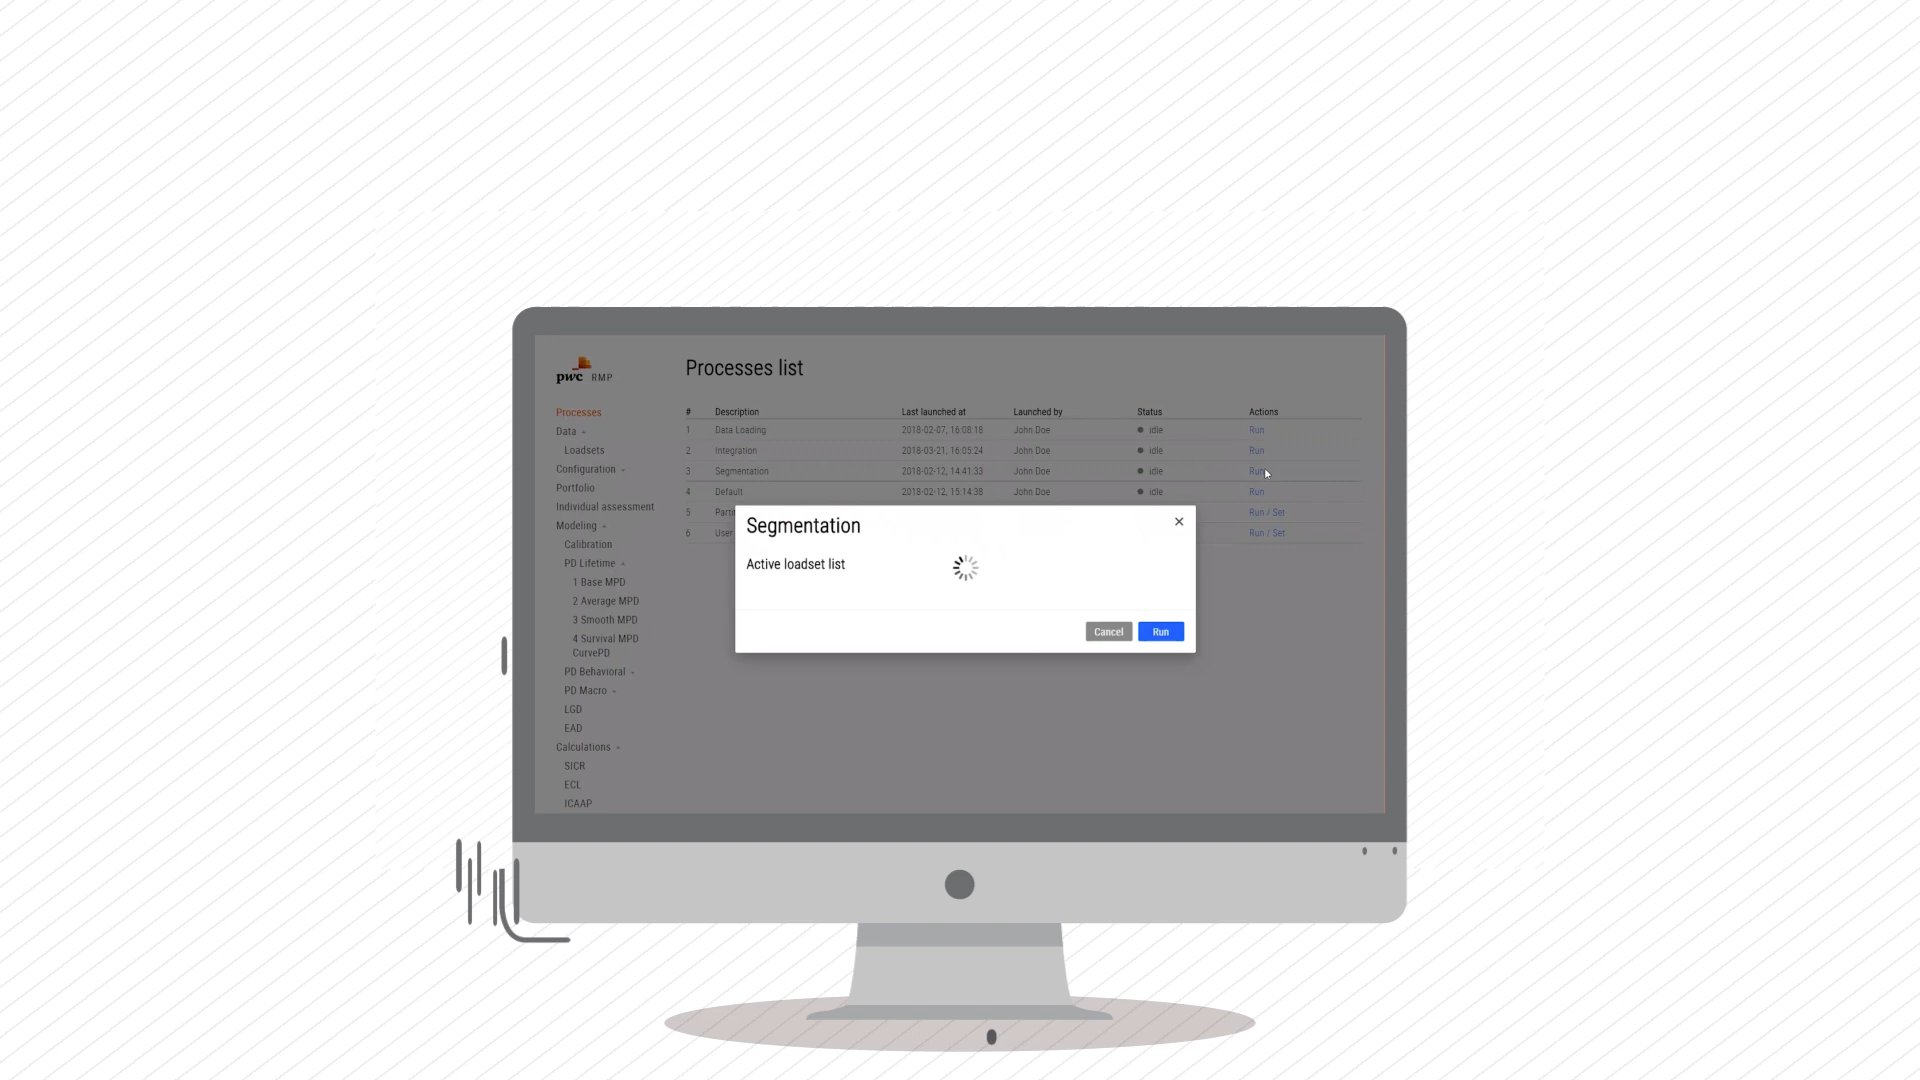 pwc RMP
Processes list
Processes
Data
Loadsets
Configuration
Portfolio
Individual assessment
Modeling
Calibration
PD Lifetime
1 Base MPD
2 Average MPD
3 Smooth MPD
4 Survival MPD
CurvePD
PD Behavioral
PD Macro
LGD
EAD
Calculations
SICR
ECL
ICAAP
# Description Last launched at Launched by Status Actions
1 Data Loading 2018-02-07, 16:08:18 John Doe idle Run
2 Integration 2018-03-21, 16:05:24 John Doe idle Run
3 Segmentation 2018-02-12, 14:41:33 John Doe idle Run
4 Default 2018-02-12, 15:14:38 John Doe idle Run
5 Run / Set
6 User Run / Set
Segmentation
Active loadset list
Cancel Run